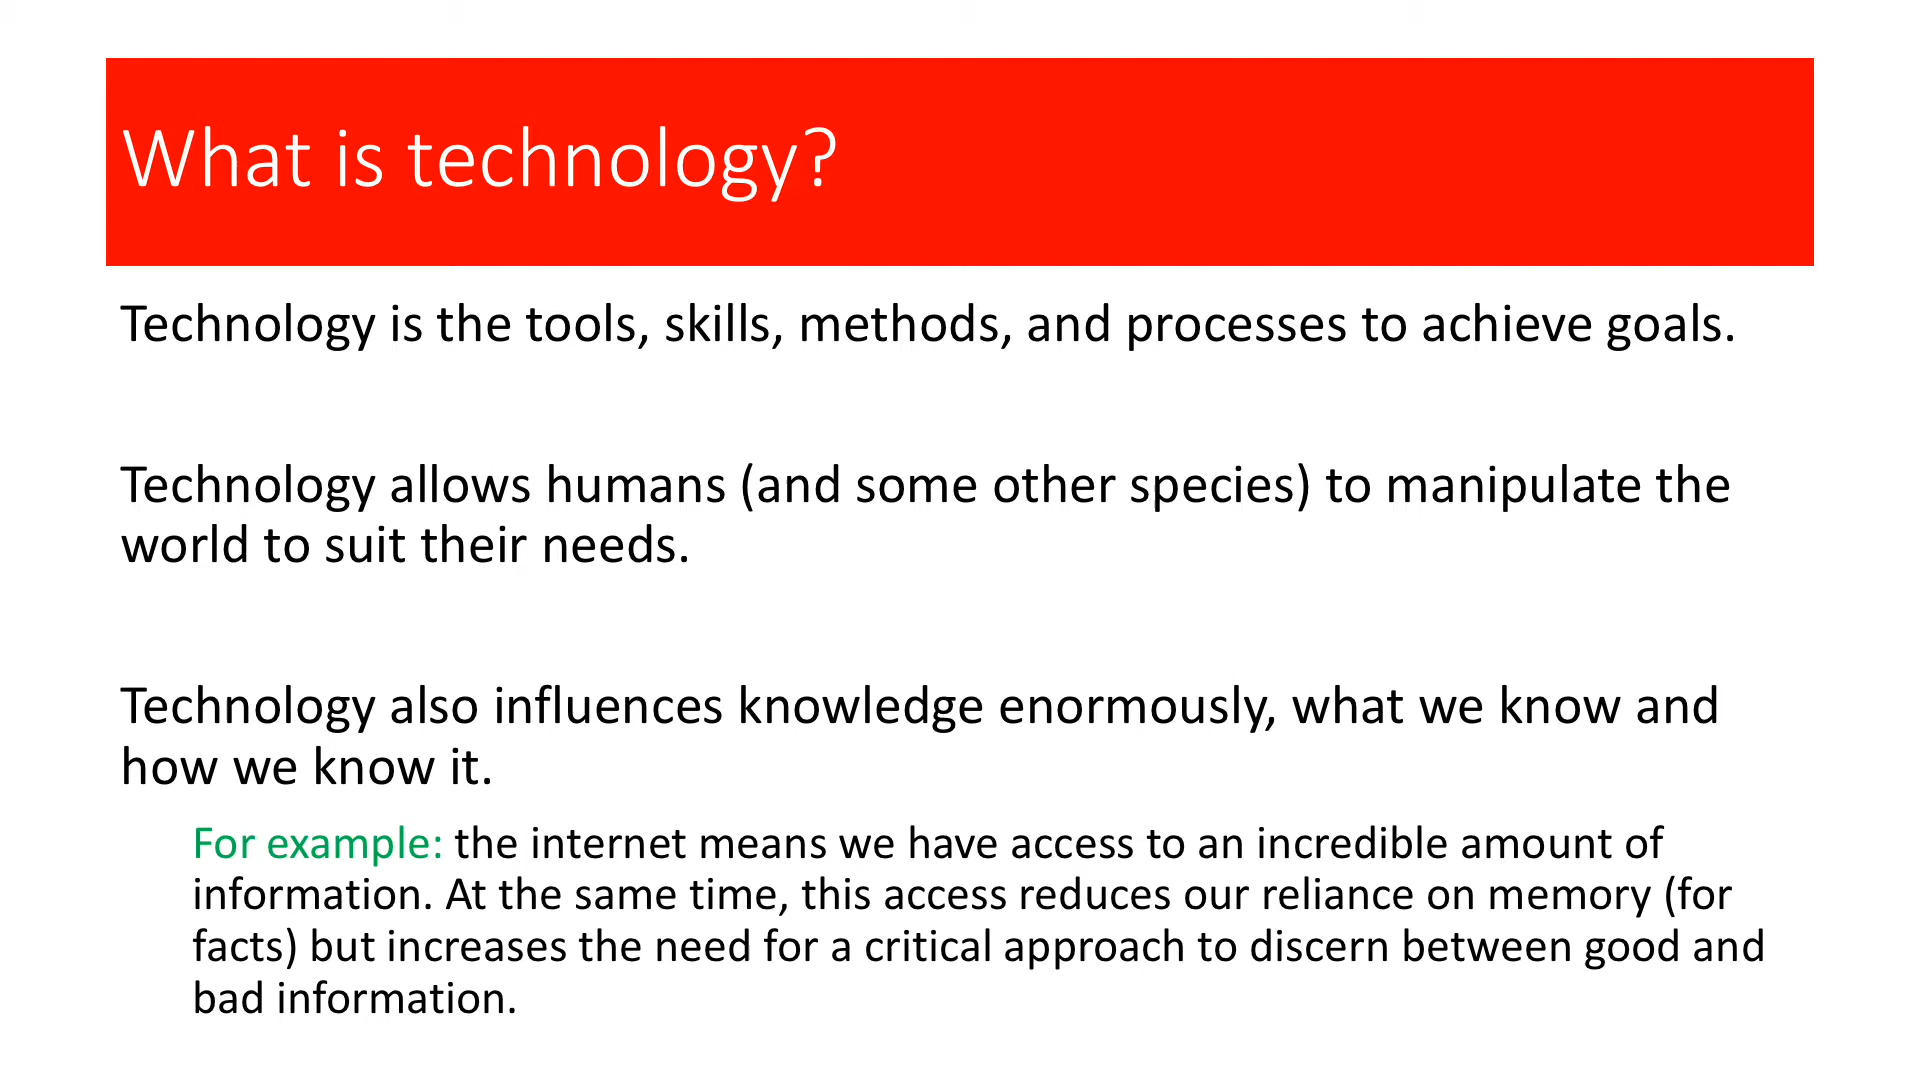 What is technology?
Technology is the tools, skills, methods, and processes to achieve goals.
Technology allows humans (and some other species) to manipulate the
world to suit their needs.
Technology also influences knowledge enormously, what we know and
how we know it.
For example: the internet means we have access to an incredible amount of
information. At the same time, this access reduces our reliance on memory (for
facts) but increases the need for a critical approach to discern between good and
bad information.